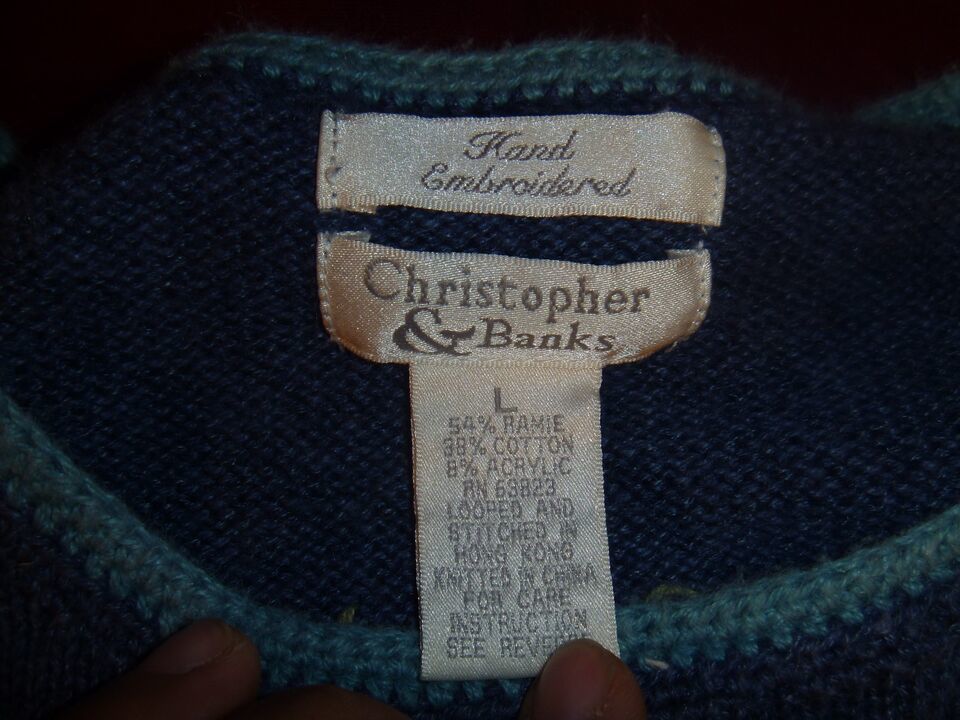 Hand
Embroidered
Christopher
& Banks
L
54% RAMIE
38% COTTON
8% ACRYLIC
RN 63823
LOOPED AND
STITCHED IN
HONG KONG
KNITTED IN CHINA
FOR CARE
INSTRUCTION
SEE